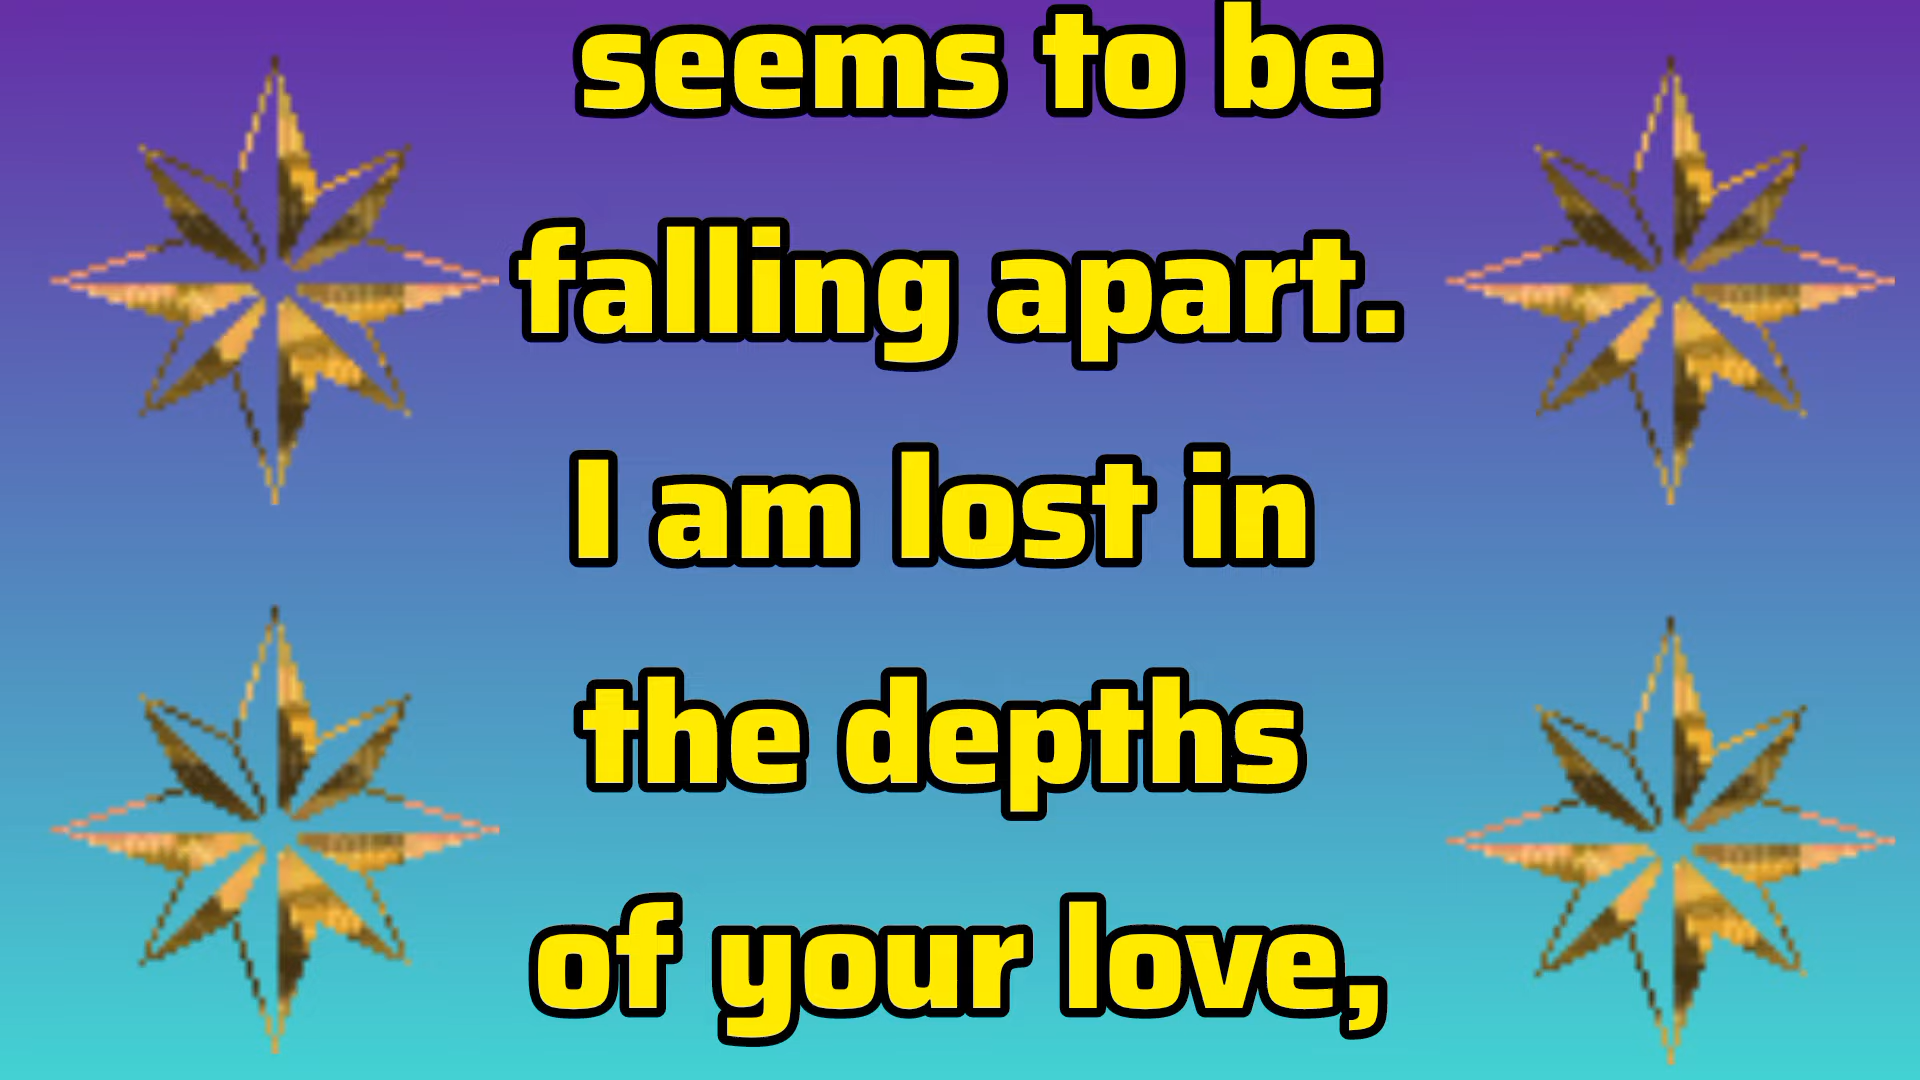 seems to be
falling apart.
I am lost in
the depths
of your love,